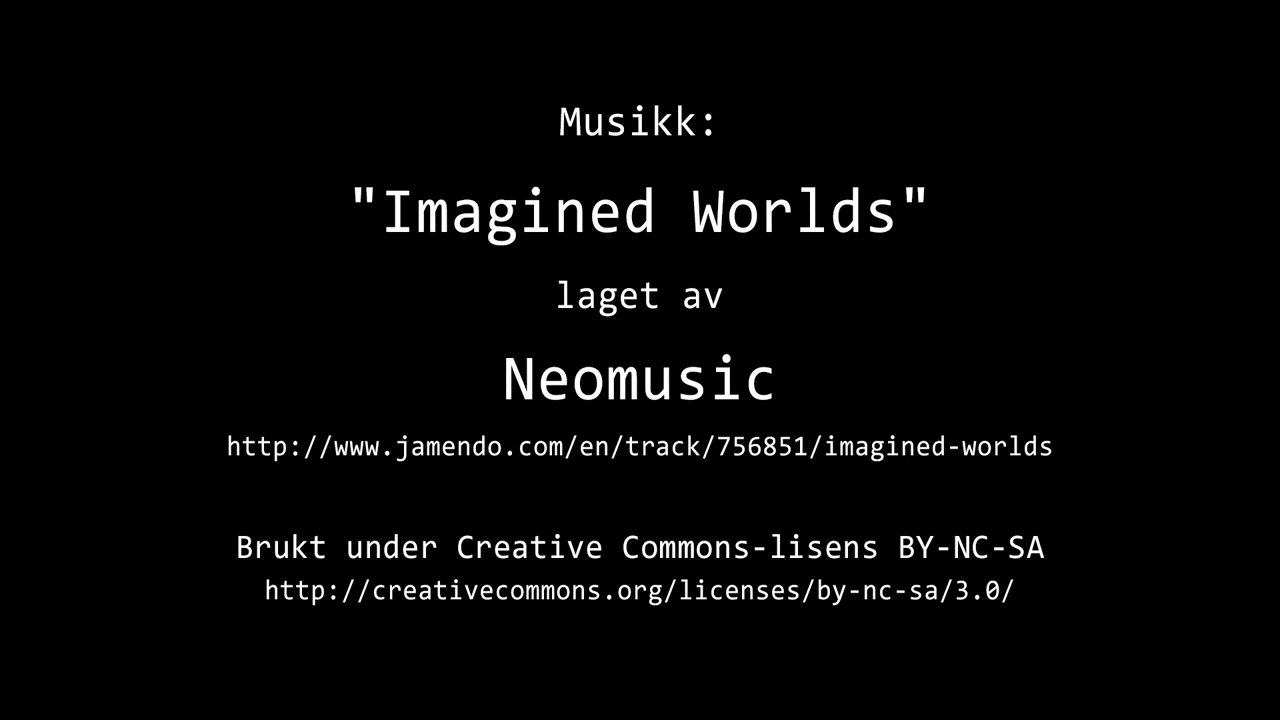 Musikk:
"Imagined Worlds"
laget av
Neomusic
http://www.jamendo.com/en/track/756851/imagined-worlds
Brukt under Creative Commons-lisens BY-NC-SA
http://creativecommons.org/licenses/by-nc-sa/3.0/